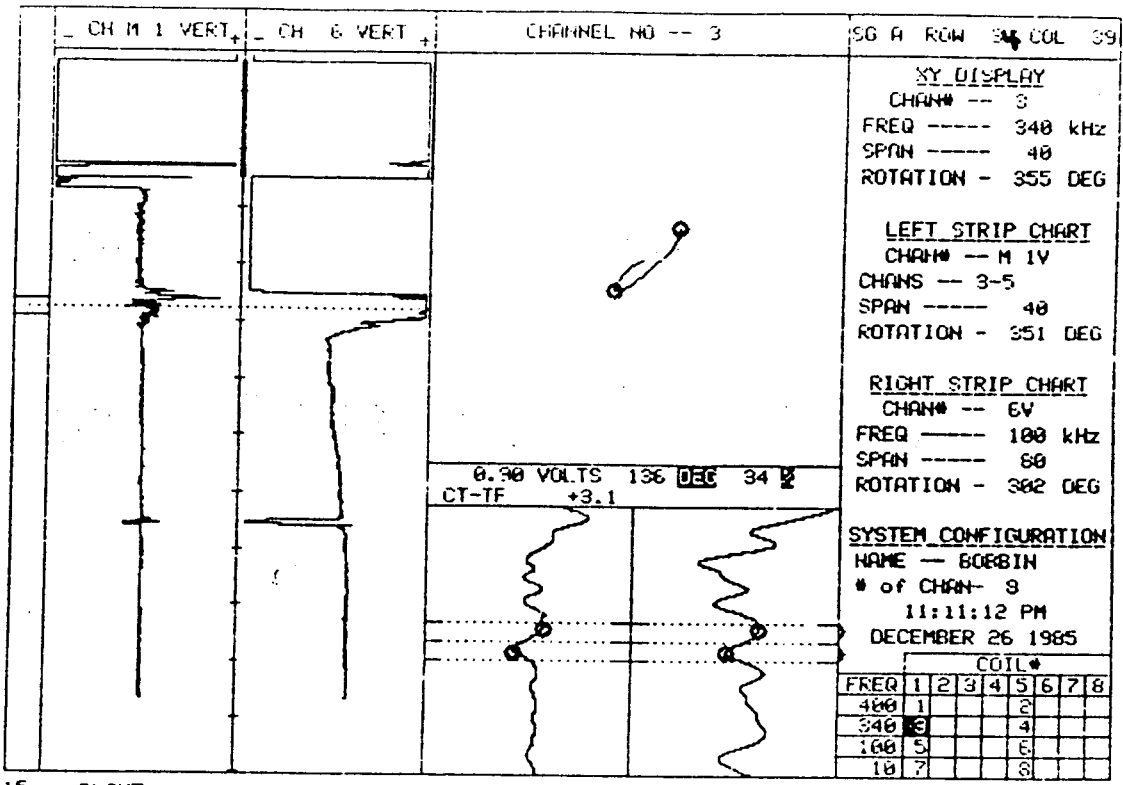 _ CH M 1 VERT + _ CH 6 VERT + CHANNEL NO -- 3 SG A ROW COL 39
XY DISPLAY
CHAN# -- 3
FREQ ----- 340 kHz
SPAN ----- 40
ROTATION - 355 DEG
LEFT STRIP CHART
CHAN# -- M 1V
CHANS -- 3-5
SPAN ----- 40
ROTATION - 351 DEG
RIGHT STRIP CHART
CHAN# -- 6V
FREQ ----- 100 kHz
SPAN ----- 80
ROTATION - 302 DEG
0.90 VOLTS 136 DEG 34 %
CT-TF +3.1
SYSTEM CONFIGURATION
NAME -- BOBBIN
# of CHAN- 8
11:11:12 PM
DECEMBER 26 1985
COIL#
FREQ 1 2 3 4 5 6 7 8
400 1 2
340 3 4
100 5 6
10 7 8